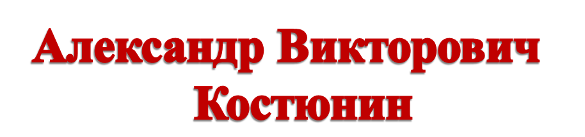 Александр Викторович
Костюнин